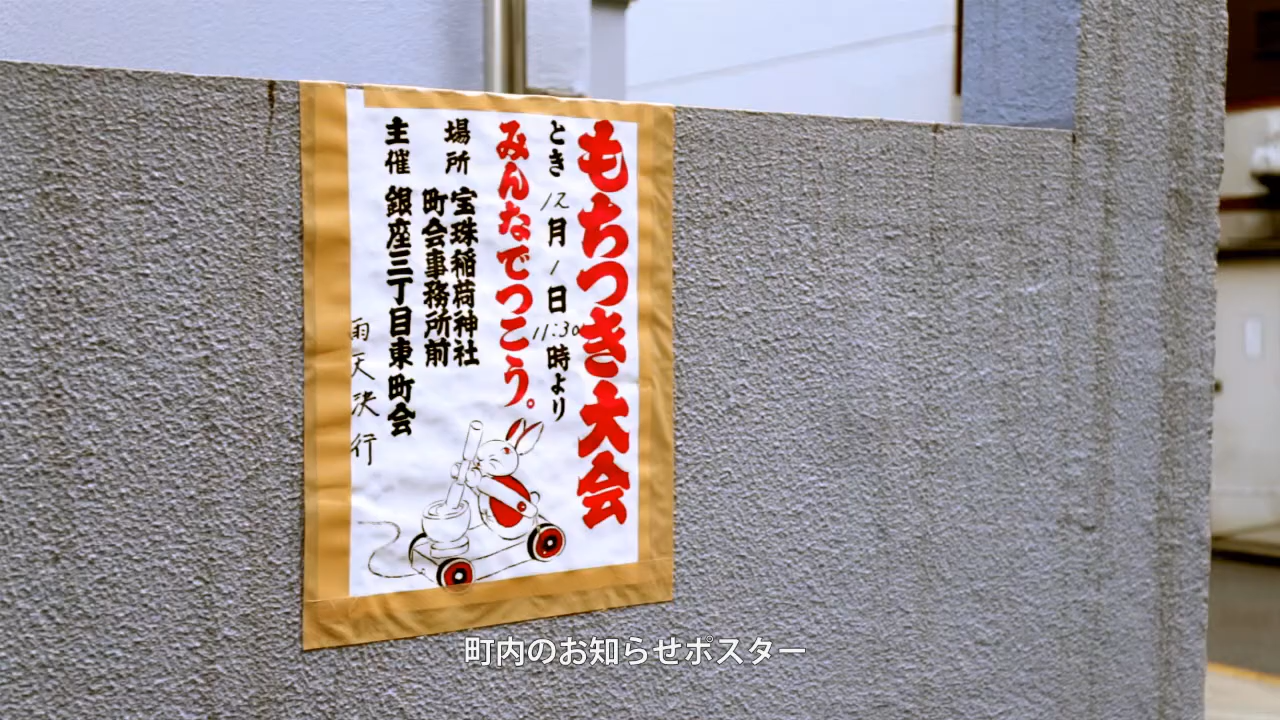 もちつき大会
とき 12月1日11:30時より
みんなでつこう。
場所 宝珠稲荷神社
町会事務所前
主催 銀座三丁目東町会
雨天決行
町内のお知らせポスター